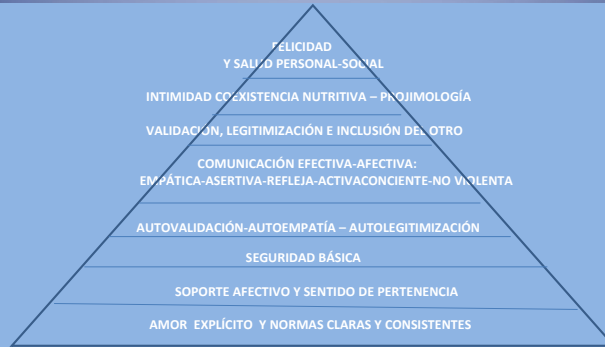 FELICIDAD
Y SALUD PERSONAL-SOCIAL
INTIMIDAD COEXISTENCIA NUTRITIVA – PROJIMOLOGÍA
VALIDACIÓN, LEGITIMIZACIÓN E INCLUSIÓN DEL OTRO
COMUNICACIÓN EFECTIVA-AFECTIVA:
EMPÁTICA-ASERTIVA-REFLEJA-ACTIVACONCIENTE-NO VIOLENTA
AUTOVALIDACIÓN-AUTOEMPATÍA – AUTOLEGITIMIZACIÓN
SEGURIDAD BÁSICA
SOPORTE AFECTIVO Y SENTIDO DE PERTENENCIA
AMOR EXPLÍCITO Y NORMAS CLARAS Y CONSISTENTES